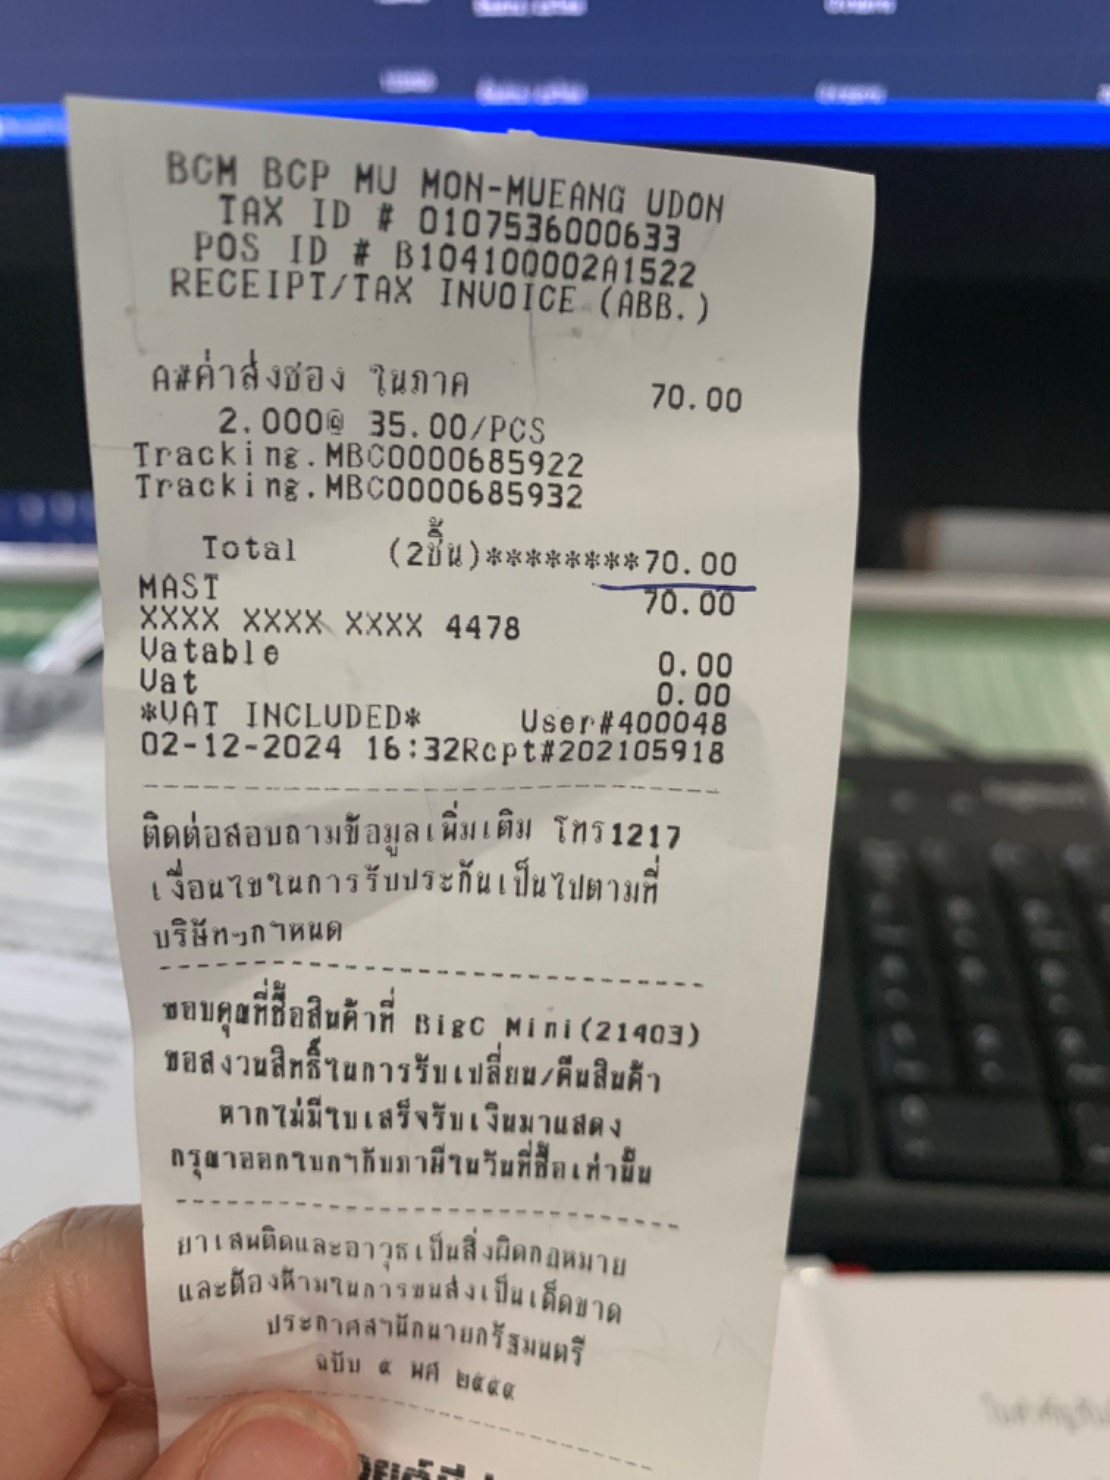 BCM BCP MU MON-MUEANG UDON
TAX ID # 0107536000633
POS ID # B104100002A1522
RECEIPT/TAX INVOICE (ABB.)
A#ค่าส่งซอง ในภาค 70.00
2.000@ 35.00/PCS
Tracking.MBC0000685922
Tracking.MBC0000685932
Total (2ชิ้น)********70.00
MAST 70.00
XXXX XXXX XXXX 4478
Vatable 0.00
Vat 0.00
*VAT INCLUDED* User#400048
02-12-2024 16:32Rcpt#202105918
ติดต่อสอบถามข้อมูลเพิ่มเติม โทร1217
เงื่อนไขในการรับประกันเป็นไปตามที่
บริษัทฯกำหนด
ขอบคุณที่ซื้อสินค้าที่ BigC Mini(21403)
ขอสงวนสิทธิ์ในการรับเปลี่ยน/คืนสินค้า
หากไม่มีใบเสร็จรับเงินมาแสดง
กรุณาออกใบกำกับภาษีในวันที่ซื้อเท่านั้น
ยาเสพติดและอาวุธเป็นสิ่งผิดกฎหมาย
และต้องห้ามในการขนส่งเป็นเด็ดขาด
ประกาศสำนักนายกรัฐมนตรี
ฉบับ ๕ พศ ๒๕๕๙